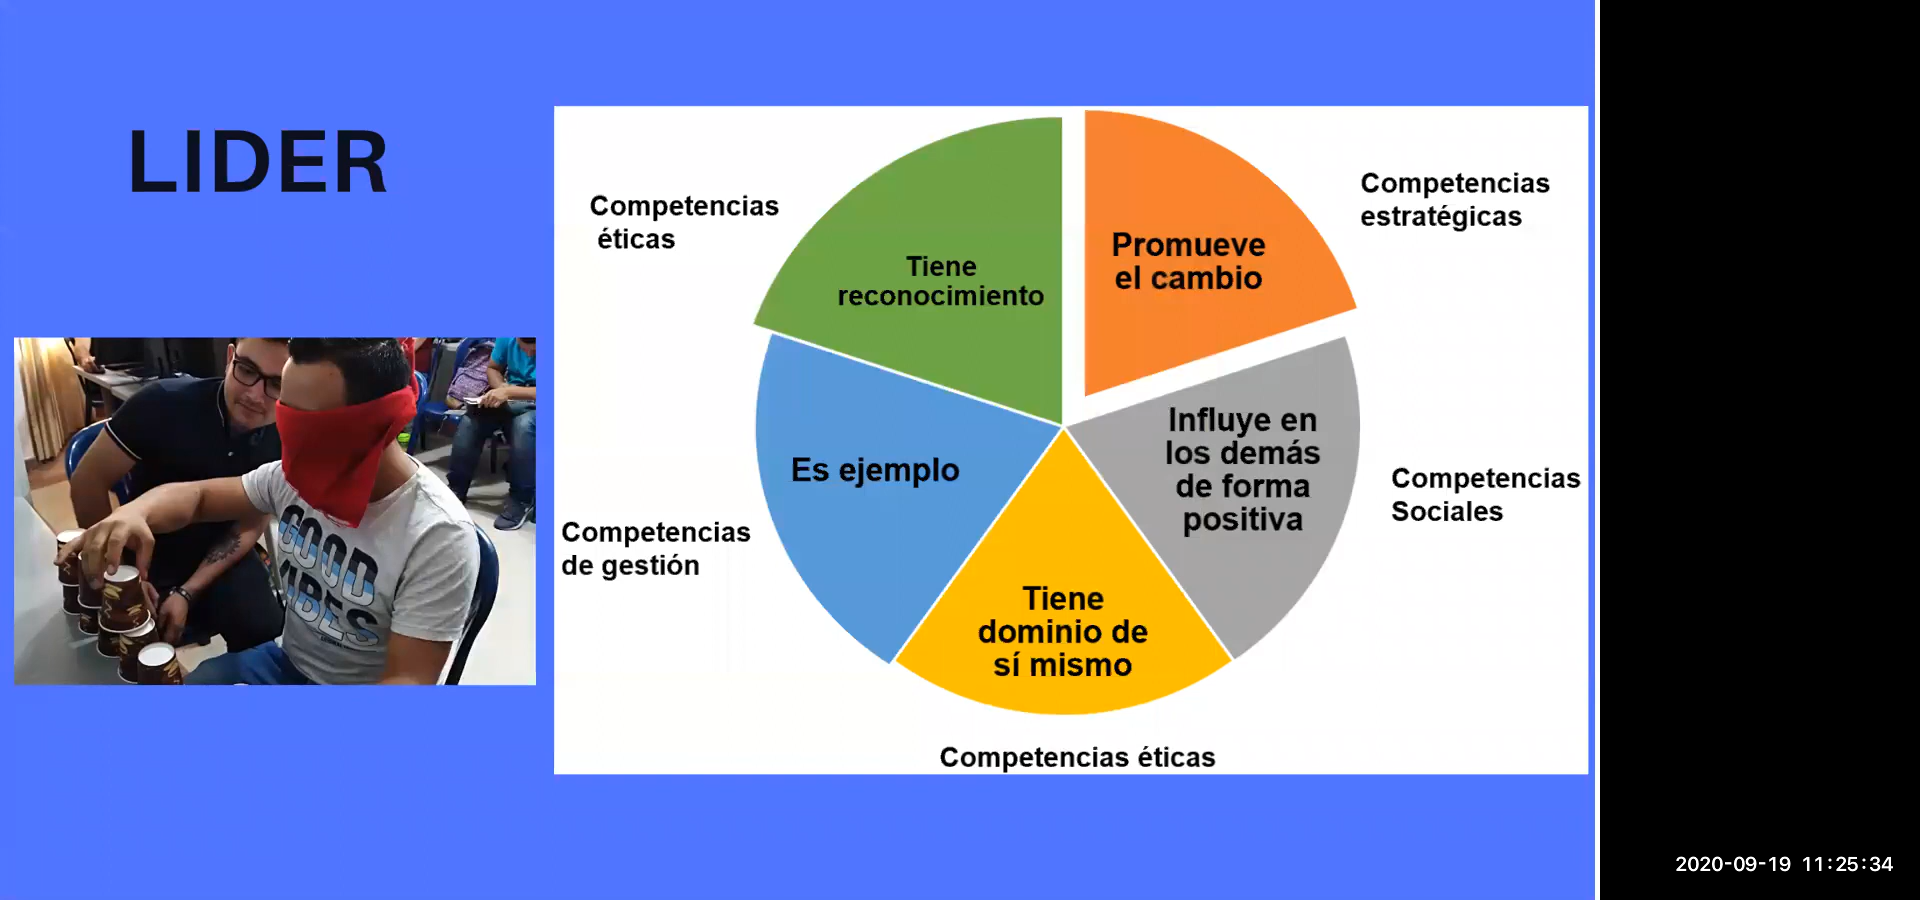 LIDER
Competencias
éticas
Tiene
reconocimiento
Promueve
el cambio
Competencias
estratégicas
Es ejemplo
Influye en
los demás
de forma
positiva
Competencias
Sociales
Competencias
de gestión
Tiene
dominio de
sí mismo
Competencias éticas
GOOD
VIBES
2020-09-19 11:25:34